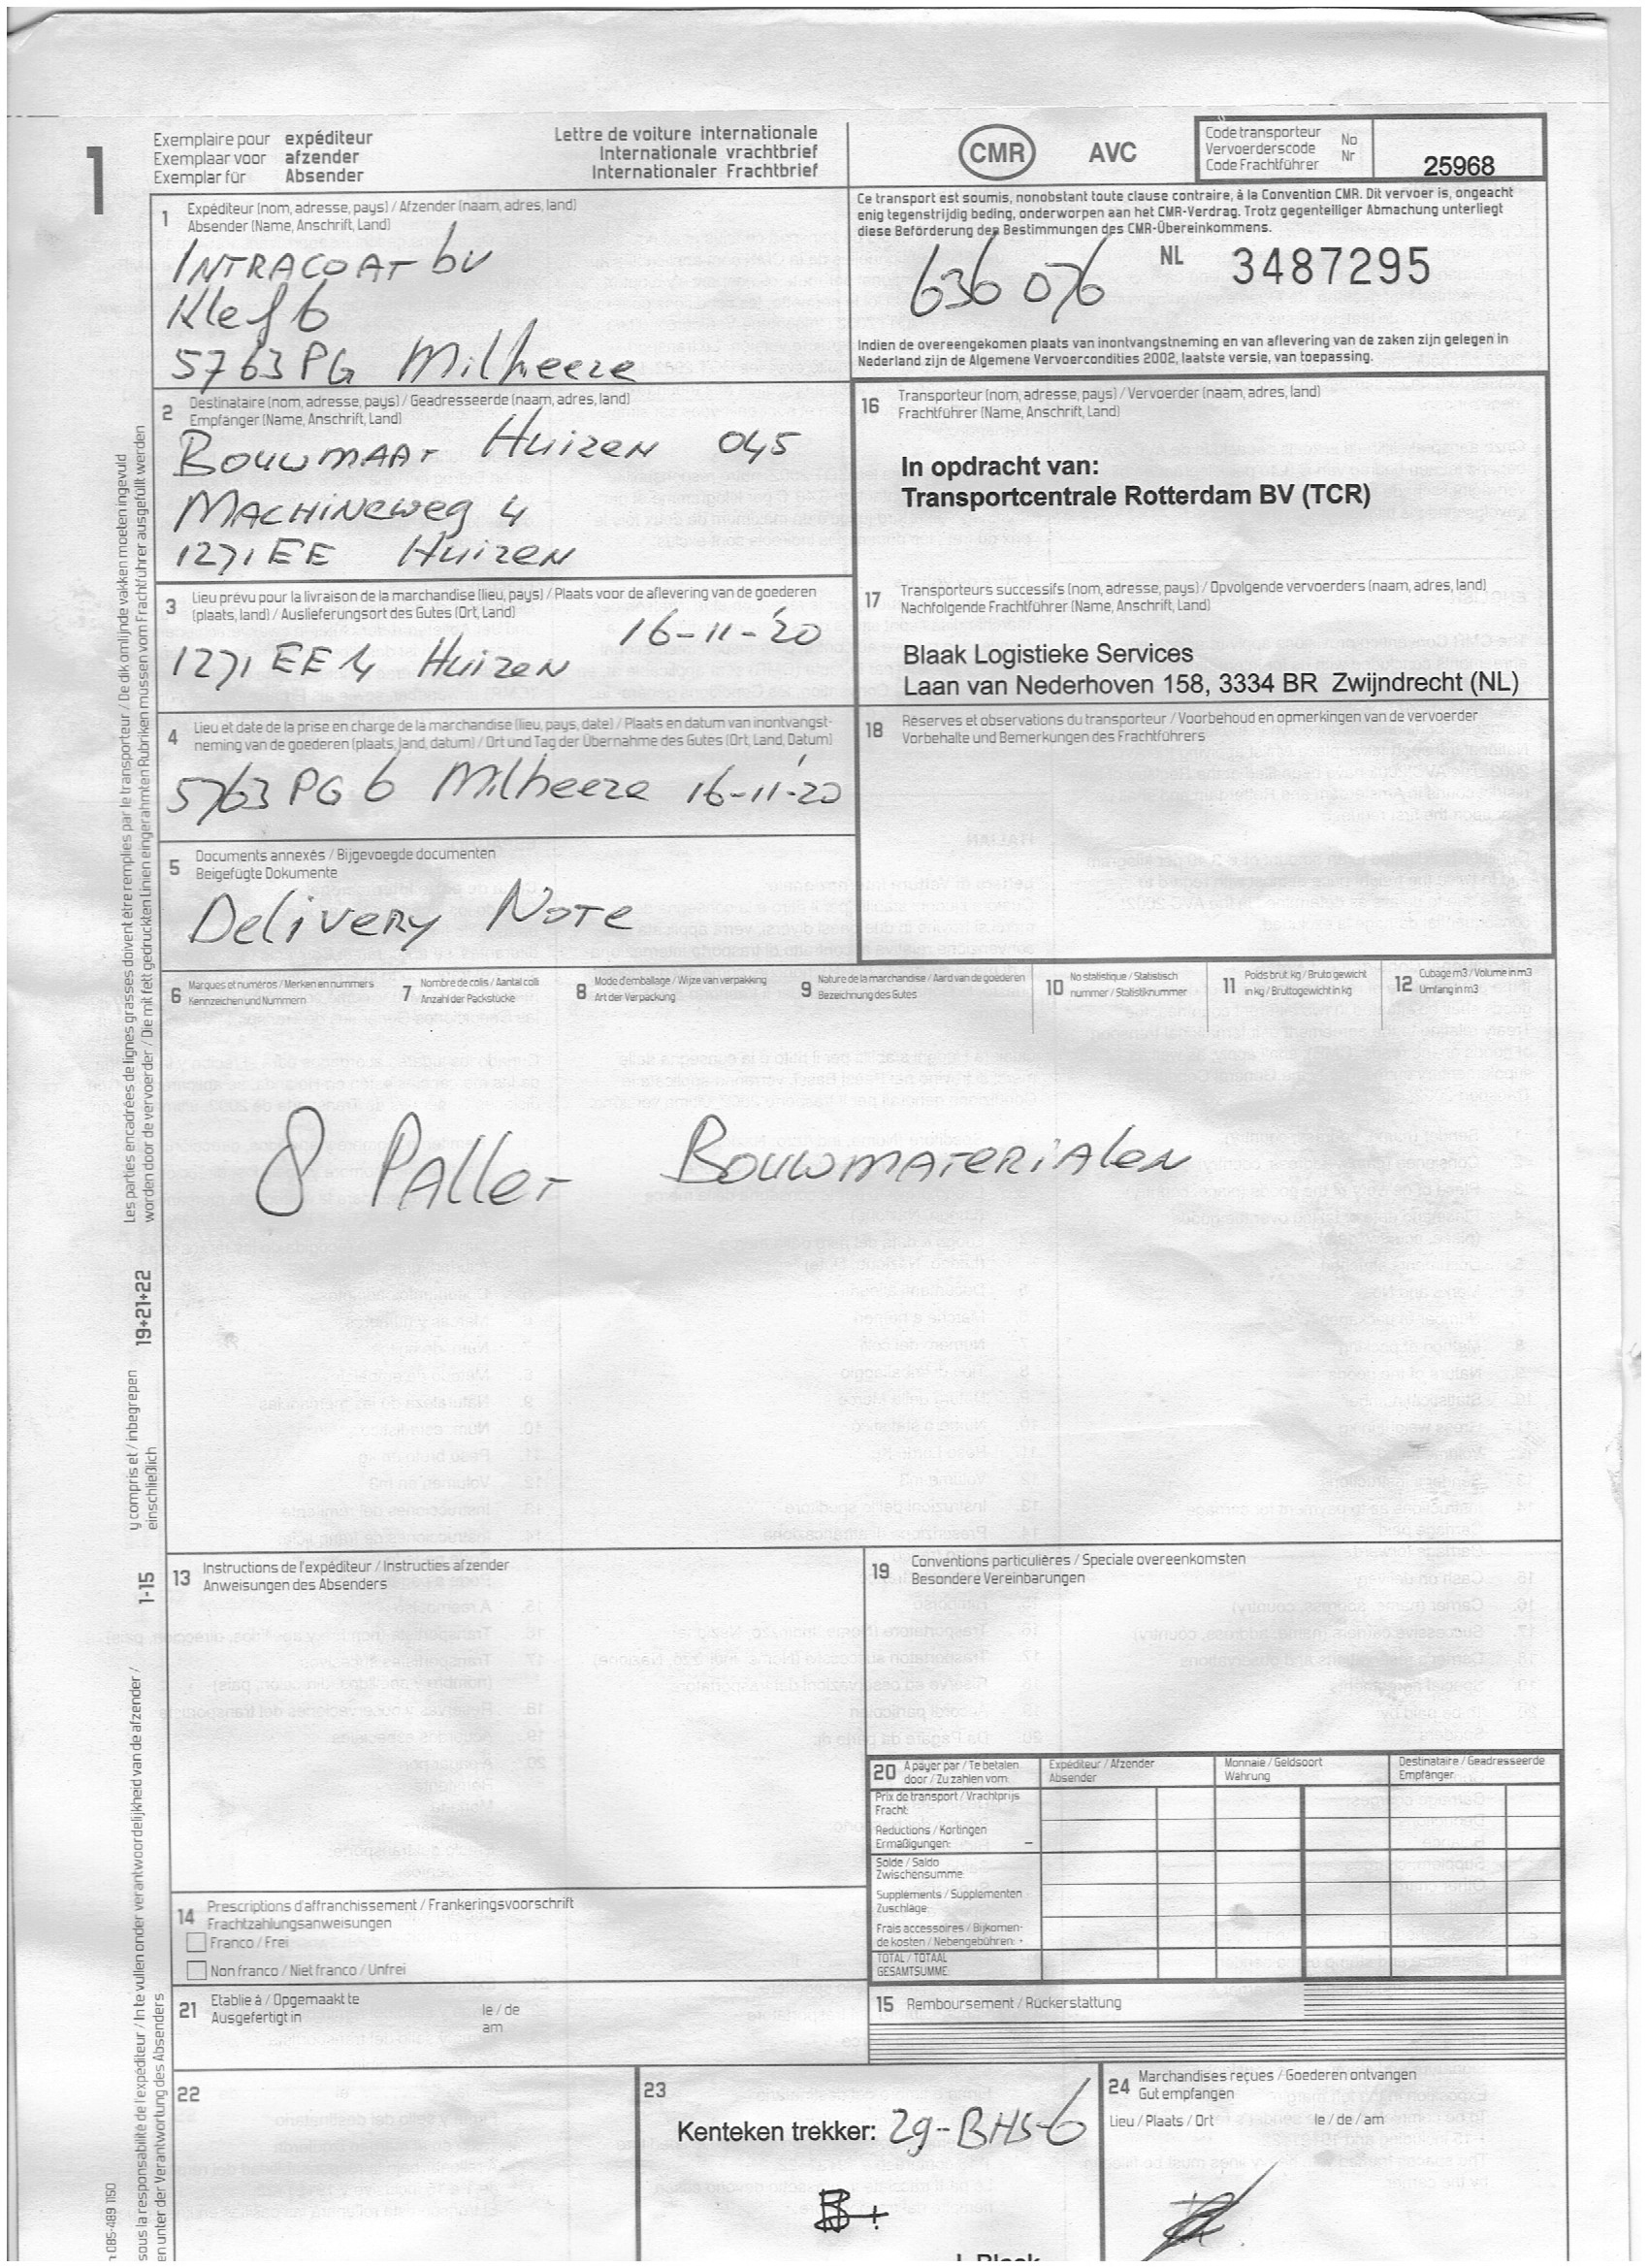 1
Exemplaire pour expéditeur
Exemplaar voor afzender
Exemplar für Absender
Lettre de voiture internationale
Internationale vrachtbrief
Internationaler Frachtbrief
CMR AVC
Code transporteur
Vervoerderscode
Code Frachtführer
No
Nr
25968
1 Expéditeur (nom, adresse, pays) / Afzender (naam, adres, land)
Absender (Name, Anschrift, Land)
INTRACOAT bv
Klef 6
5763 PG Milheeze
Ce transport est soumis, nonobstant toute clause contraire, à la Convention CMR. Dit vervoer is, ongeacht
enig tegenstrijdig beding, onderworpen aan het CMR-Verdrag. Trotz gegenteiliger Abmachung unterliegt
diese Beförderung den Bestimmungen des CMR-Übereinkommens.
636 076
NL 3487295
Indien de overeengekomen plaats van inontvangstneming en van aflevering van de zaken zijn gelegen in
Nederland zijn de Algemene Vervoercondities 2002, laatste versie, van toepassing.
2 Destinataire (nom, adresse, pays) / Geadresseerde (naam, adres, land)
Empfänger (Name, Anschrift, Land)
BOUWMAAT Huizen 045
MACHINEweg 4
1271 EE Huizen
16 Transporteur (nom, adresse, pays) / Vervoerder (naam, adres, land)
Frachtführer (Name, Anschrift, Land)
In opdracht van:
Transportcentrale Rotterdam BV (TCR)
3 Lieu prévu pour la livraison de la marchandise (lieu, pays) / Plaats voor de aflevering van de goederen
(plaats, land) / Auslieferungsort des Gutes (Ort, Land)
16-11-'20
1271 EE 4 Huizen
17 Transporteurs successifs (nom, adresse, pays) / Opvolgende vervoerders (naam, adres, land)
Nachfolgende Frachtführer (Name, Anschrift, Land)
Blaak Logistieke Services
Laan van Nederhoven 158, 3334 BR Zwijndrecht (NL)
4 Lieu et date de la prise en charge de la marchandise (lieu, pays, date) / Plaats en datum van inontvangst-
neming van de goederen (plaats, land, datum) / Ort und Tag der Übernahme des Gutes (Ort, Land, Datum)
5763 PG 6 Milheeze 16-11-'20
18 Réserves et observations du transporteur / Voorbehoud en opmerkingen van de vervoerder
Vorbehalte und Bemerkungen des Frachtführers
5 Documents annexés / Bijgevoegde documenten
Beigefügte Dokumente
Delivery Note
6 Marques et numéros / Merken en nummers
Kennzeichen und Nummern
7 Nombre de colis / Aantal colli
Anzahl der Packstücke
8 Mode d'emballage / Wijze van verpakking
Art der Verpackung
9 Nature de la marchandise / Aard van de goederen
Bezeichnung des Gutes
10 No statistique / Statistisch
nummer / Statistiknummer
11 Poids brut, kg / Bruto gewicht
in kg / Bruttogewicht in kg
12 Cubage m3 / Volume in m3
Umfang in m3
8 Pallet Bouwmaterialen
Les parties encadrées de lignes grasses doivent être remplies par le transporteur / De dik omlijnde vakken moeten ingevuld
worden door de vervoerder / Die mit fett gedruckten Linien eingerahmten Rubriken müssen vom Frachtführer ausgefüllt werden
19+21+22
y compris et / inbegrepen
einschließlich
1-15
sous la responsabilité de l'expéditeur / In te vullen onder verantwoordelijkheid van de afzender /
en unter der Verantwortung des Absenders
085-489 1150
13 Instructions de l'expéditeur / Instructies afzender
Anweisungen des Absenders
19 Conventions particulières / Speciale overeenkomsten
Besondere Vereinbarungen
20 A payer par / Te betalen
door / Zu zahlen vom:
Expéditeur / Afzender
Absender
Monnaie / Geldsoort
Währung
Destinataire / Geadresseerde
Empfänger
Prix de transport / Vrachtprijs
Fracht:
Reductions / Kortingen
Ermäßigungen: –
Solde / Saldo
Zwischensumme
Supplements / Supplementen
Zuschläge:
Frais accessoires / Bijkomen-
de kosten / Nebengebühren: +
TOTAL / TOTAAL
GESAMTSUMME:
14 Prescriptions d'affranchissement / Frankeringsvoorschrift
Frachtzahlungsanweisungen
Franco / Frei
Non franco / Niet franco / Unfrei
21 Etablie à / Opgemaakt te
Ausgefertigt in
le / de
am
15 Remboursement / Rückerstattung
22
23
Kenteken trekker: 29-BHS-6
24 Marchandises reçues / Goederen ontvangen
Gut empfangen
Lieu / Plaats / Ort le / de / am